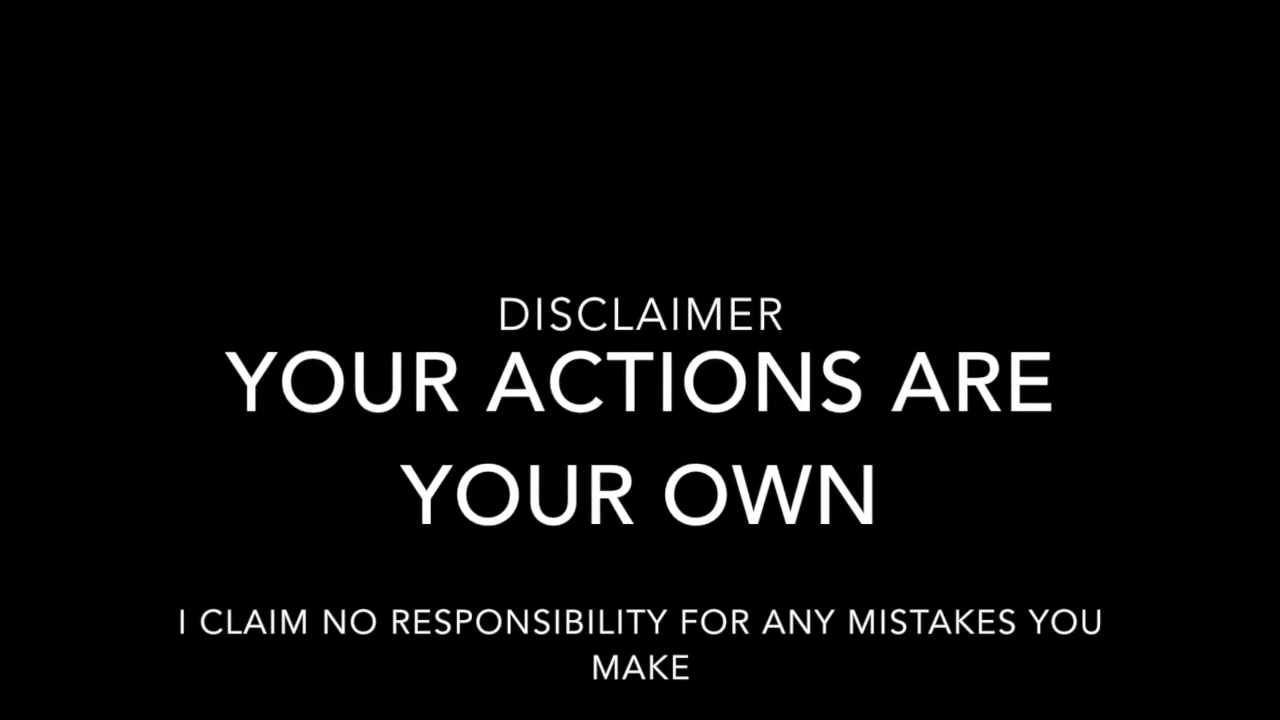 DISCLAIMER
YOUR ACTIONS ARE
YOUR OWN
I CLAIM NO RESPONSIBILITY FOR ANY MISTAKES YOU
MAKE